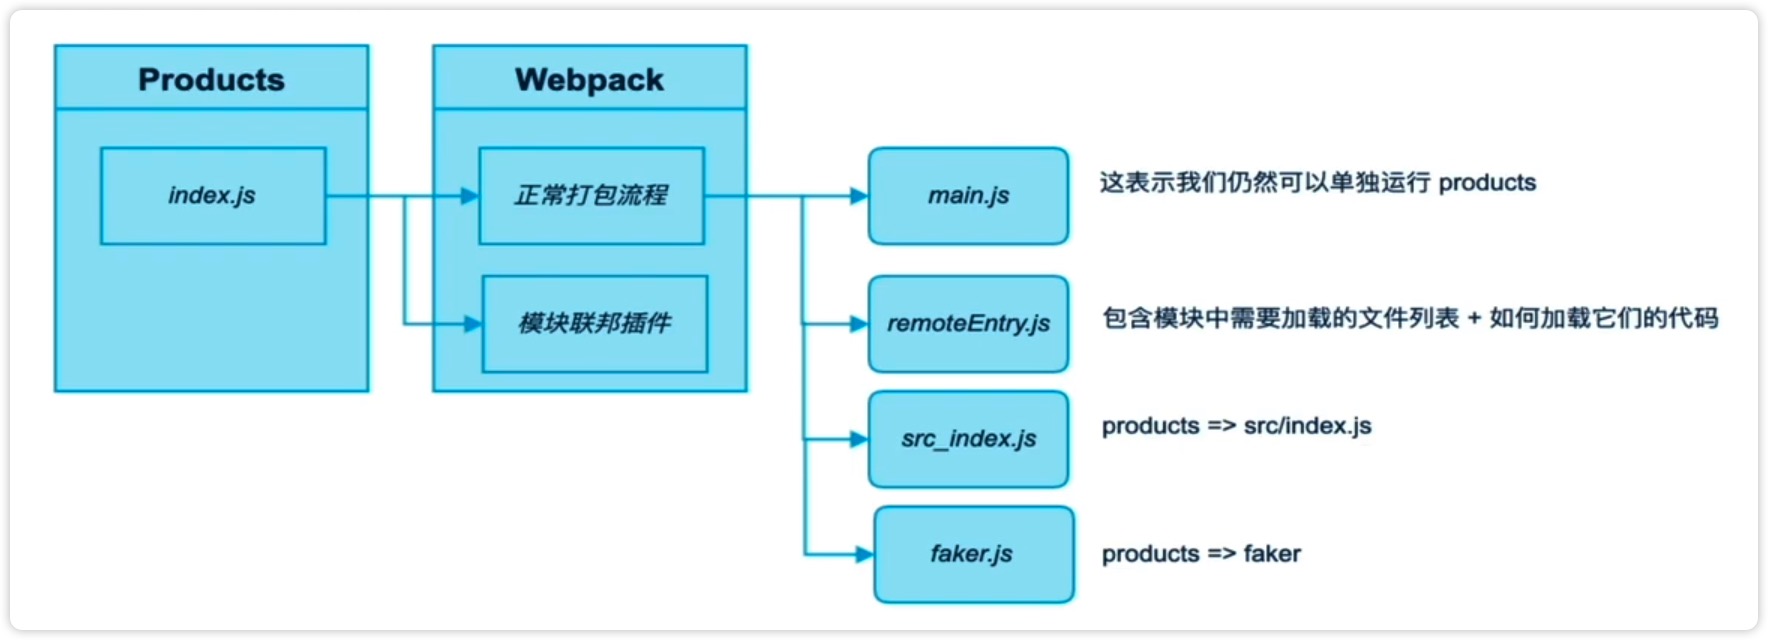 Products
Webpack
index.js
正常打包流程
main.js
这表示我们仍然可以单独运行 products
模块联邦插件
remoteEntry.js
包含模块中需要加载的文件列表 + 如何加载它们的代码
src_index.js
products => src/index.js
faker.js
products => faker